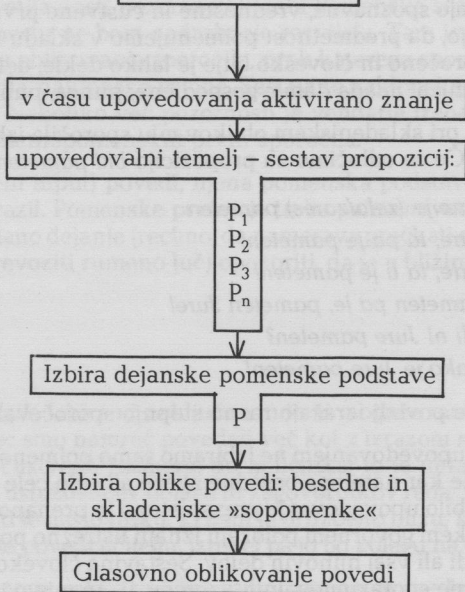 času upovedovanja aktivirano znanje
upovedovalni temelj – sestav propozicij:
P₁
P₂
P₃
Pₙ
Izbira dejanske pomenske podstave
P
Izbira oblike povedi: besedne in
skladenjske »sopomenke«
Glasovno oblikovanje povedi